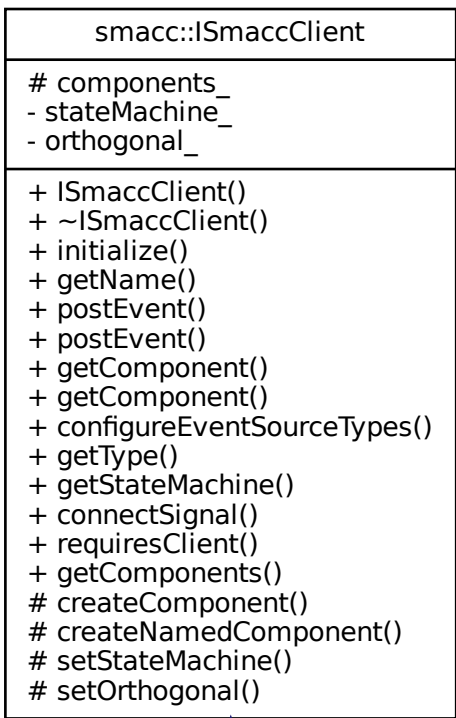 smacc::ISmaccClient
# components_
- stateMachine_
- orthogonal_
+ ISmaccClient()
+ ~ISmaccClient()
+ initialize()
+ getName()
+ postEvent()
+ postEvent()
+ getComponent()
+ getComponent()
+ configureEventSourceTypes()
+ getType()
+ getStateMachine()
+ connectSignal()
+ requiresClient()
+ getComponents()
# createComponent()
# createNamedComponent()
# setStateMachine()
# setOrthogonal()